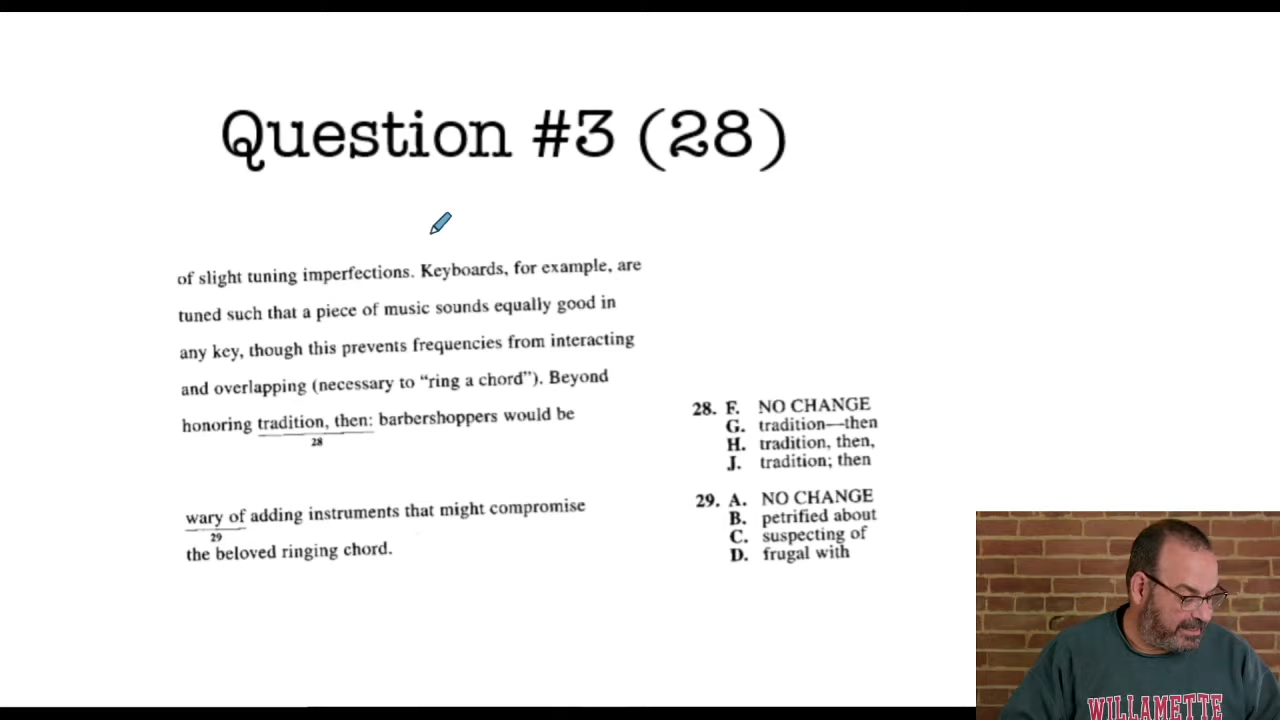 Question #3 (28)
of slight tuning imperfections. Keyboards, for example, are
tuned such that a piece of music sounds equally good in
any key, though this prevents frequencies from interacting
and overlapping (necessary to “ring a chord”). Beyond
honoring tradition, then: barbershoppers would be
28
wary of adding instruments that might compromise
29
the beloved ringing chord.
28. F. NO CHANGE
G. tradition—then
H. tradition, then,
J. tradition; then
29. A. NO CHANGE
B. petrified about
C. suspecting of
D. frugal with
WILLAMETTE